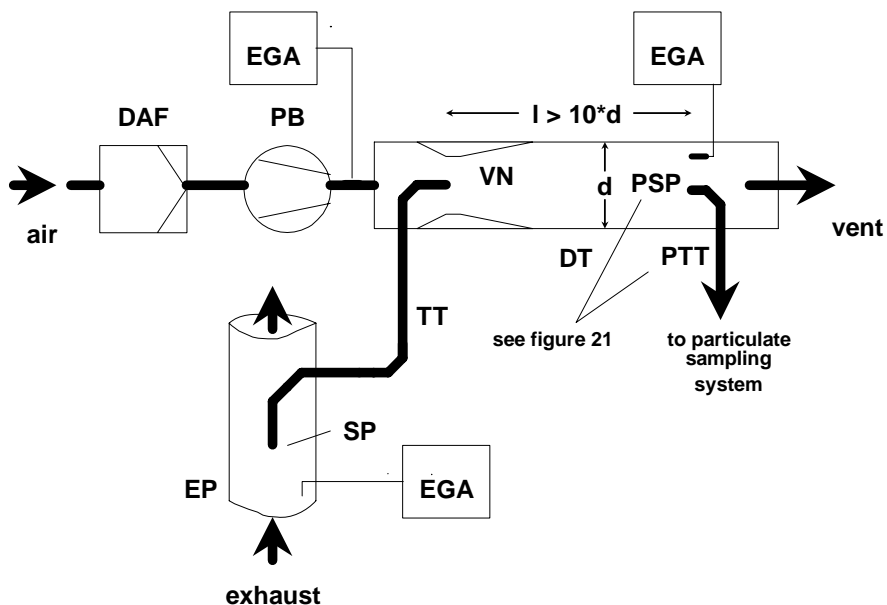 EGA
EGA
DAF
PB
l > 10*d
VN
d
PSP
air
vent
DT
PTT
TT
see figure 21
to particulate
sampling
system
SP
EP
EGA
exhaust